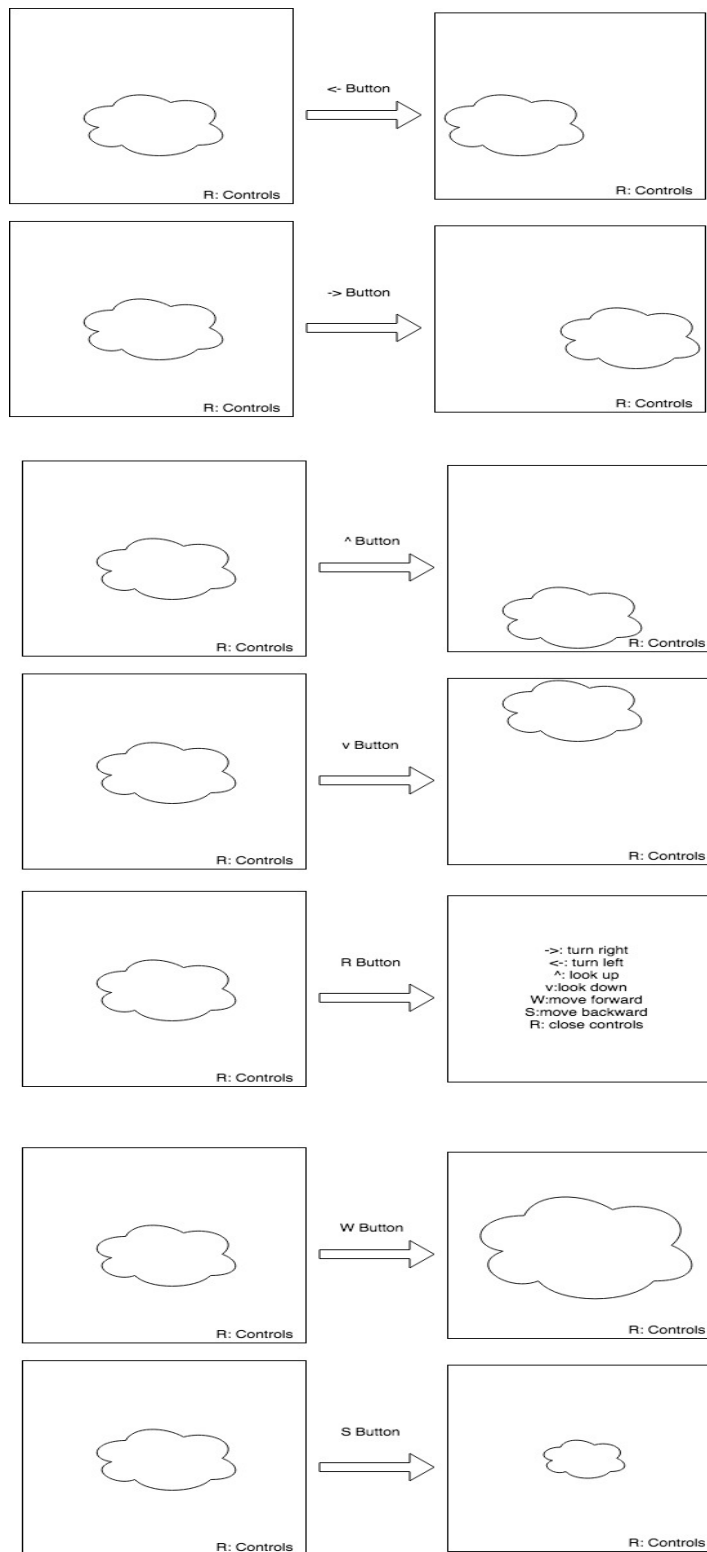 <- Button
R: Controls
-> Button
R: Controls
R: Controls
^ Button
R: Controls
R: Controls
v Button
R: Controls
R: Controls
R Button
->: turn right
<-: turn left
^: look up
v:look down
W:move forward
S:move backward
R: close controls
R: Controls
W Button
R: Controls
R: Controls
S Button
R: Controls
R: Controls